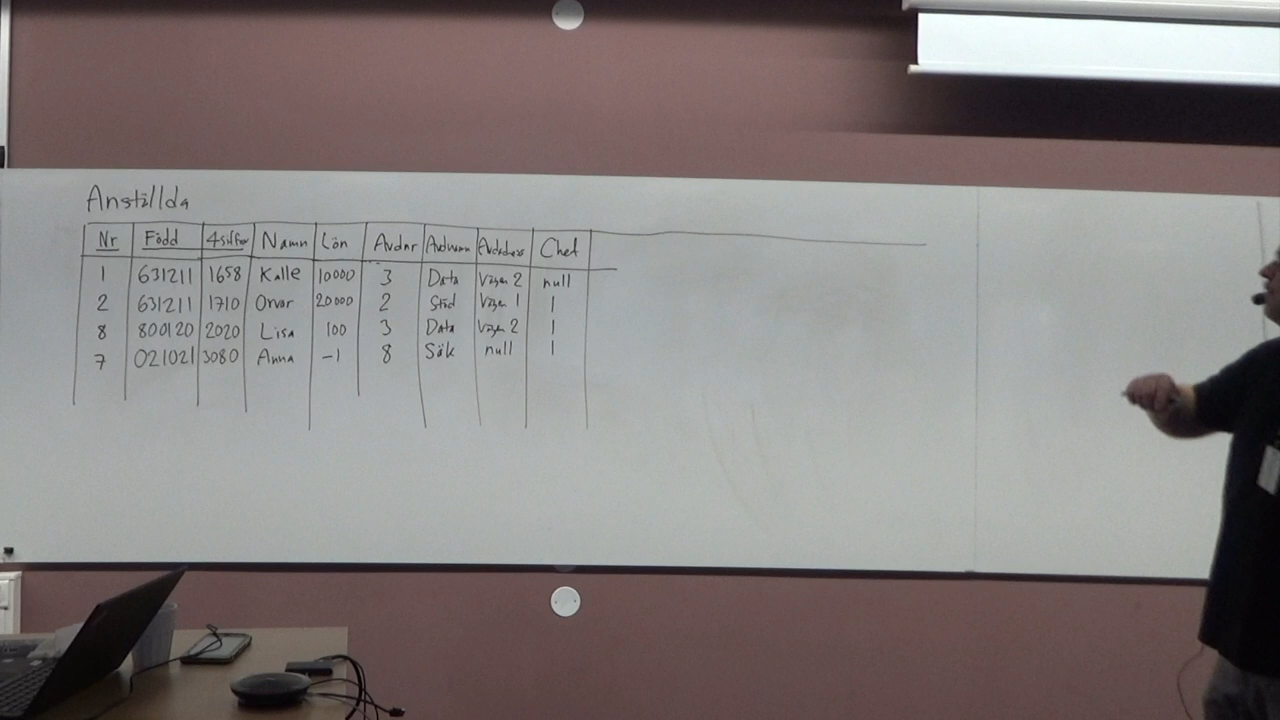 Anställda
Nr Född 4siffror Namn Lön Avdnr Avdnamn Avdadress Chef
1 631211 1658 Kalle 10000 3 Data Vägen 2 null
2 631211 1710 Orvar 20000 2 Städ Vägen 1 1
8 800120 2020 Lisa 100 3 Data Vägen 2 1
7 021021 3080 Anna -1 8 Sök null 1